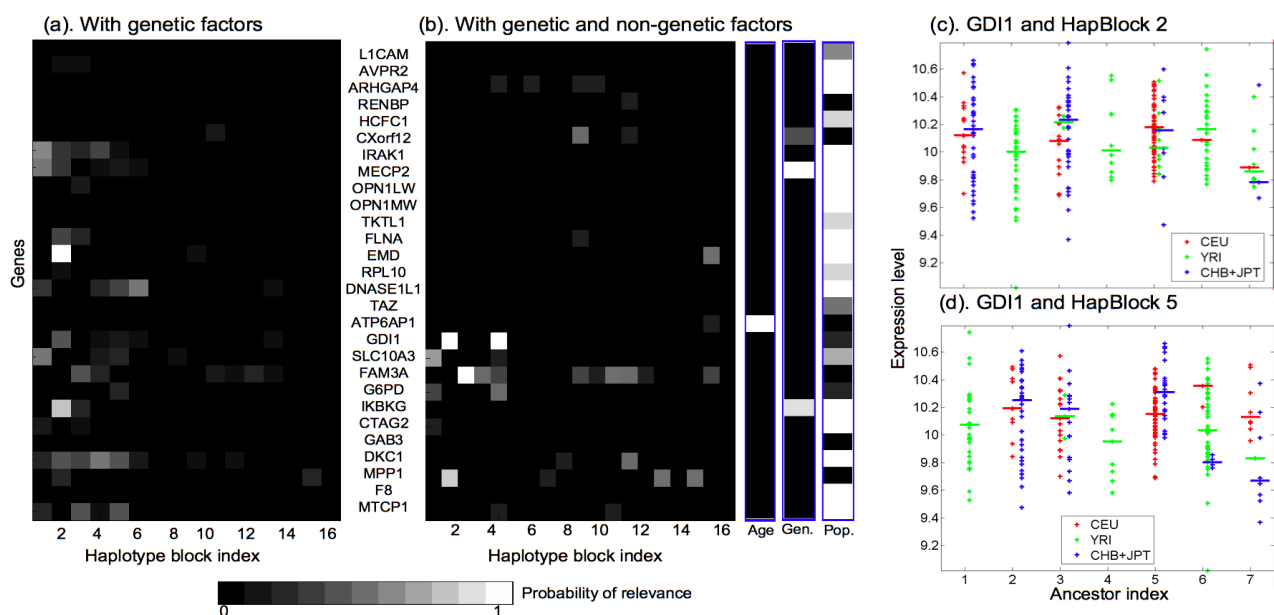 (a). With genetic factors
(b). With genetic and non-genetic factors
(c). GDI1 and HapBlock 2
Genes
L1CAM
AVPR2
ARHGAP4
RENBP
HCFC1
CXorf12
IRAK1
MECP2
OPN1LW
OPN1MW
TKTL1
FLNA
EMD
RPL10
DNASE1L1
TAZ
ATP6AP1
GDI1
SLC10A3
FAM3A
G6PD
IKBKG
CTAG2
GAB3
DKC1
MPP1
F8
MTCP1
2 4 6 8 10 12 14 16
Haplotype block index
2 4 6 8 10 12 14 16
Haplotype block index
Age Gen. Pop.
0 1
Probability of relevance
Expression level
10.6
10.4
10.2
10
9.8
9.6
9.4
9.2
CEU
YRI
CHB+JPT
(d). GDI1 and HapBlock 5
10.6
10.4
10.2
10
9.8
9.6
9.4
9.2
CEU
YRI
CHB+JPT
1 2 3 4 5 6 7
Ancestor index